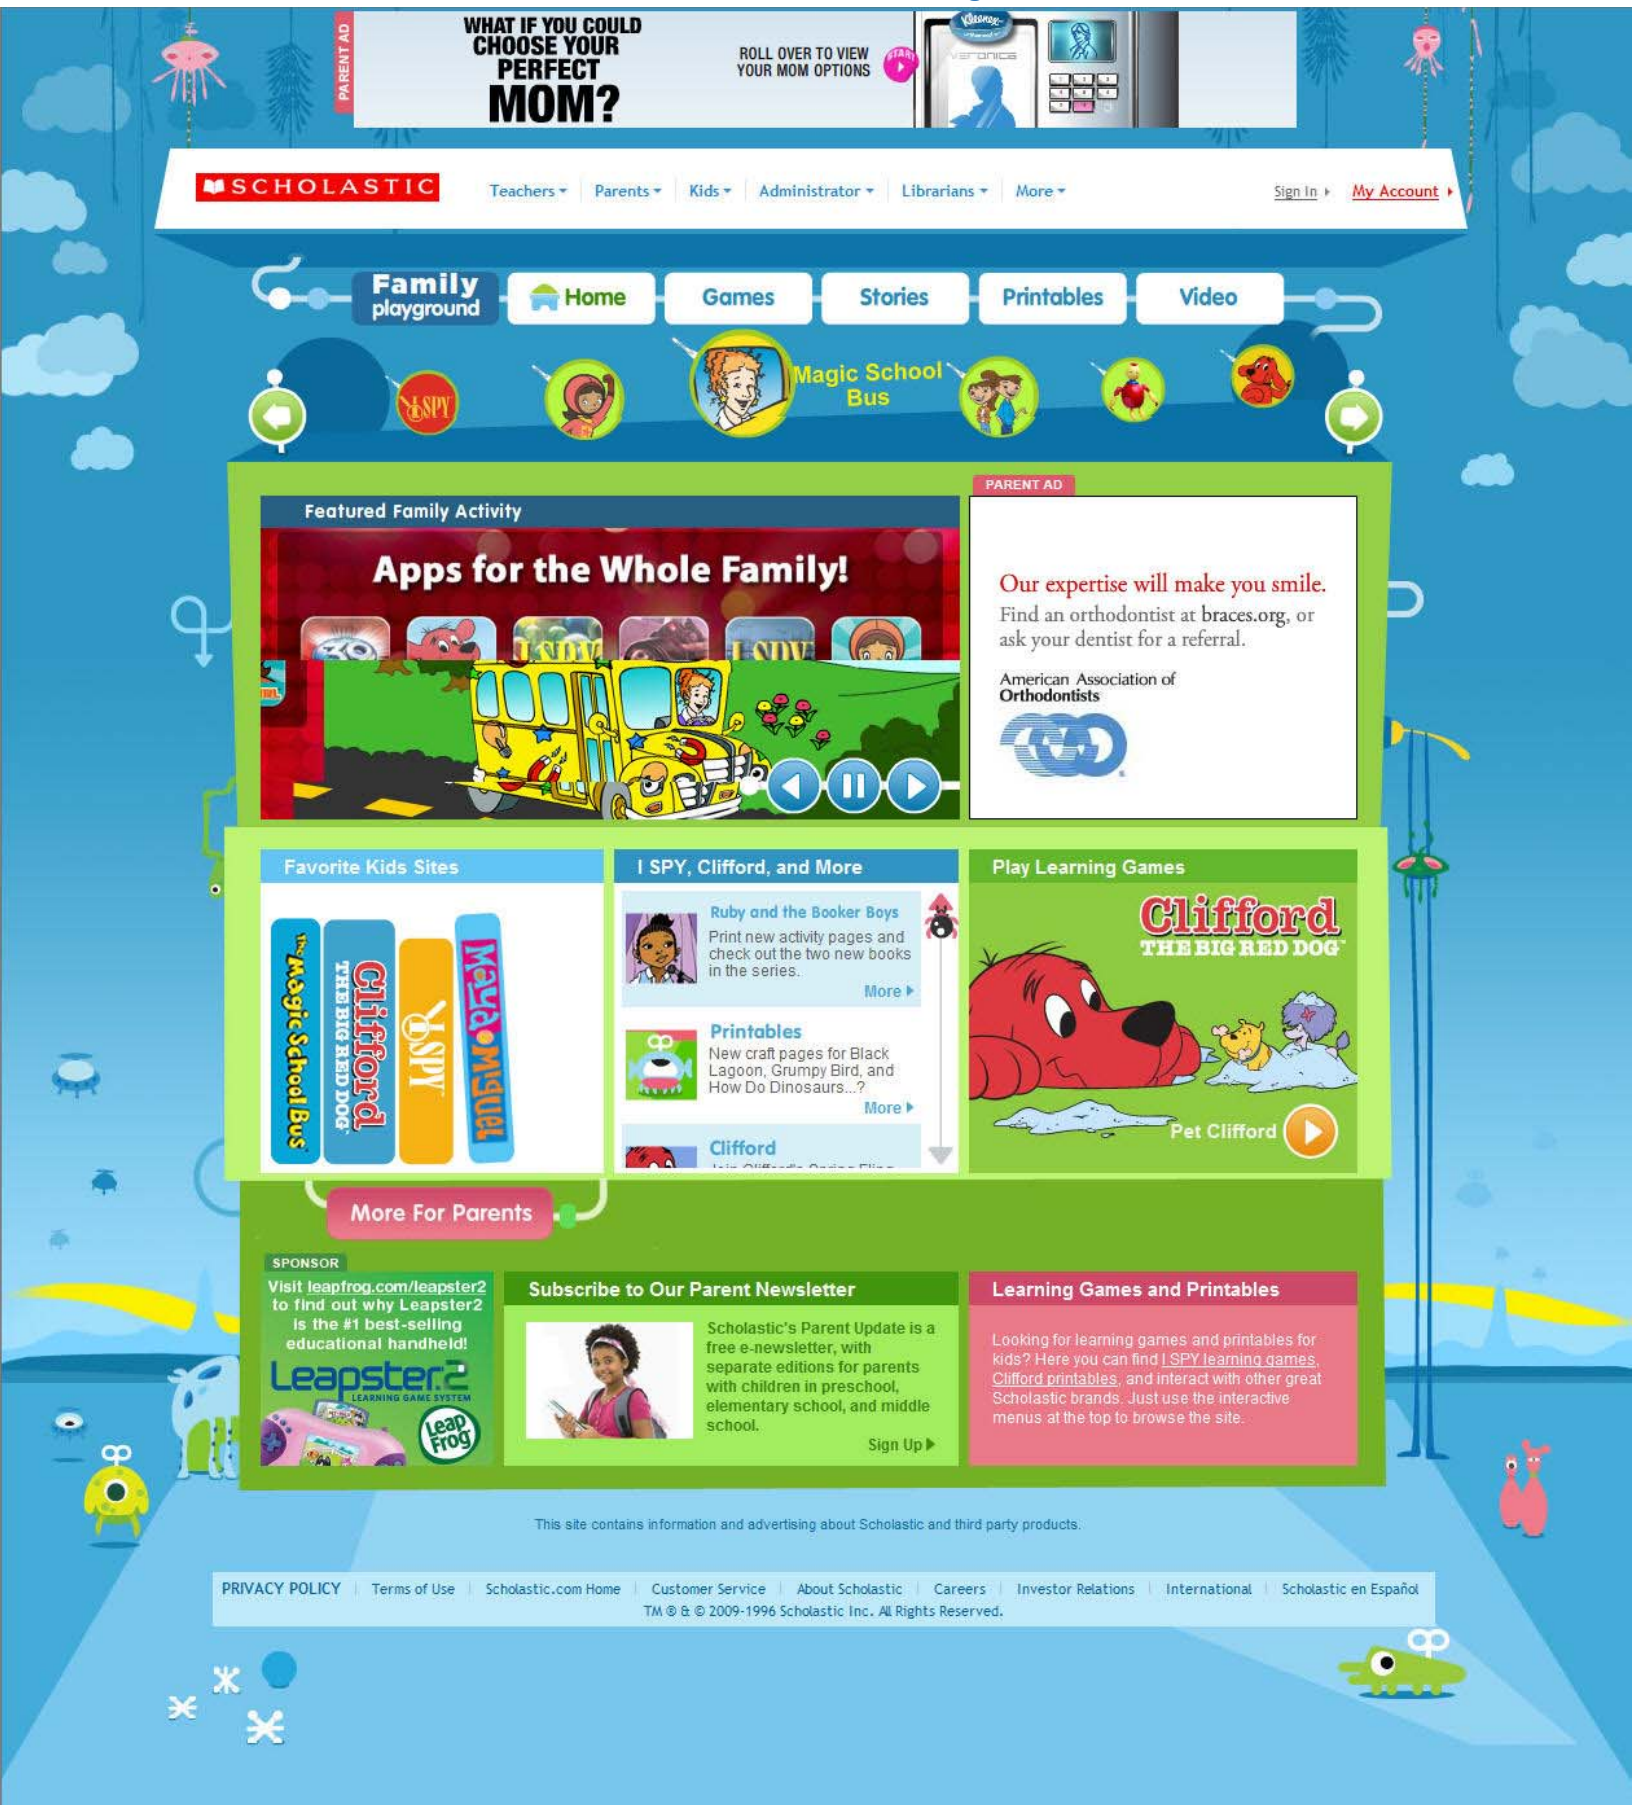 PARENT AD
WHAT IF YOU COULD
CHOOSE YOUR
PERFECT
MOM?
ROLL OVER TO VIEW
YOUR MOM OPTIONS
START
Kleenex
VERONICA
SCHOLASTIC
Teachers
Parents
Kids
Administrator
Librarians
More
Sign In
My Account
Family
playground
Home
Games
Stories
Printables
Video
I SPY
Magic School
Bus
PARENT AD
Featured Family Activity
Apps for the Whole Family!
39
I SPY
I SPY
Our expertise will make you smile.
Find an orthodontist at braces.org, or
ask your dentist for a referral.
American Association of
Orthodontists
Favorite Kids Sites
The Magic School Bus
Clifford
THE BIG RED DOG
I SPY
Maya & Miguel
I SPY, Clifford, and More
Ruby and the Booker Boys
Print new activity pages and
check out the two new books
in the series.
More
Printables
New craft pages for Black
Lagoon, Grumpy Bird, and
How Do Dinosaurs...?
More
Clifford
Join Clifford's Spring Fling
Play Learning Games
Clifford
THE BIG RED DOG™
Pet Clifford
More For Parents
SPONSOR
Visit leapfrog.com/leapster2
to find out why Leapster2
is the #1 best-selling
educational handheld!
Leapster2
LEARNING GAME SYSTEM
Leap
Frog
Subscribe to Our Parent Newsletter
Scholastic's Parent Update is a
free e-newsletter, with
separate editions for parents
with children in preschool,
elementary school, and middle
school.
Sign Up
Learning Games and Printables
Looking for learning games and printables for
kids? Here you can find I SPY learning games,
Clifford printables, and interact with other great
Scholastic brands. Just use the interactive
menus at the top to browse the site.
This site contains information and advertising about Scholastic and third party products.
PRIVACY POLICY | Terms of Use | Scholastic.com Home | Customer Service | About Scholastic | Careers | Investor Relations | International | Scholastic en Español
TM ® & © 2009-1996 Scholastic Inc. All Rights Reserved.